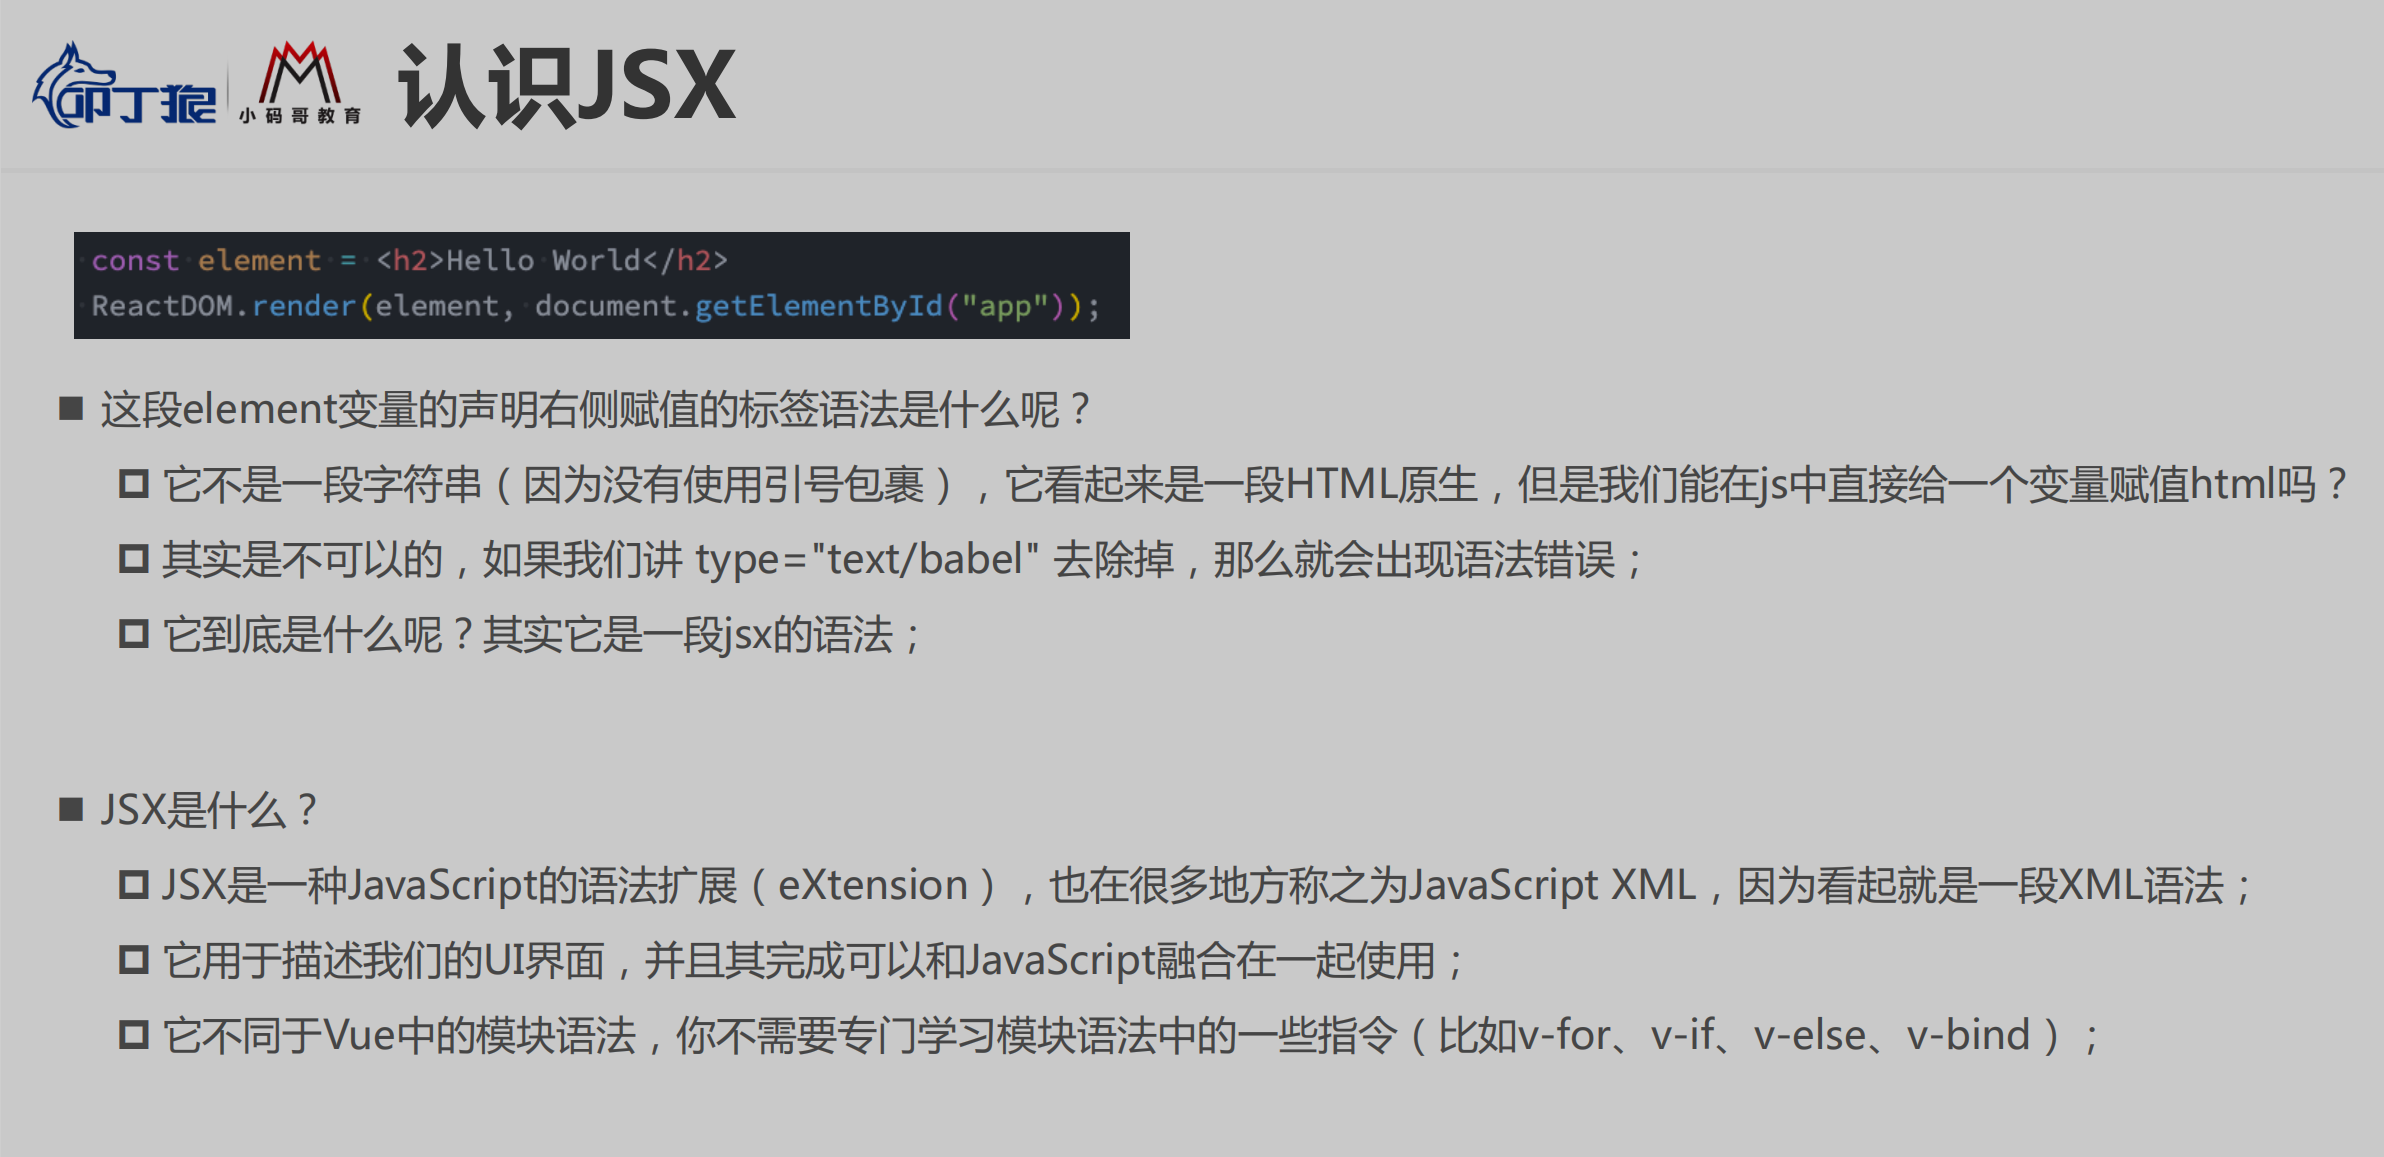 叩丁狼
小码哥教育
认识JSX
const element = <h2>Hello World</h2>
ReactDOM.render(element, document.getElementById("app"));
这段element变量的声明右侧赋值的标签语法是什么呢？
它不是一段字符串（因为没有使用引号包裹），它看起来是一段HTML原生，但是我们能在js中直接给一个变量赋值html吗？
其实是不可以的，如果我们讲 type="text/babel" 去除掉，那么就会出现语法错误；
它到底是什么呢？其实它是一段jsx的语法；
JSX是什么？
JSX是一种JavaScript的语法扩展（eXtension），也在很多地方称之为JavaScript XML，因为看起就是一段XML语法；
它用于描述我们的UI界面，并且其完成可以和JavaScript融合在一起使用；
它不同于Vue中的模块语法，你不需要专门学习模块语法中的一些指令（比如v-for、v-if、v-else、v-bind）；